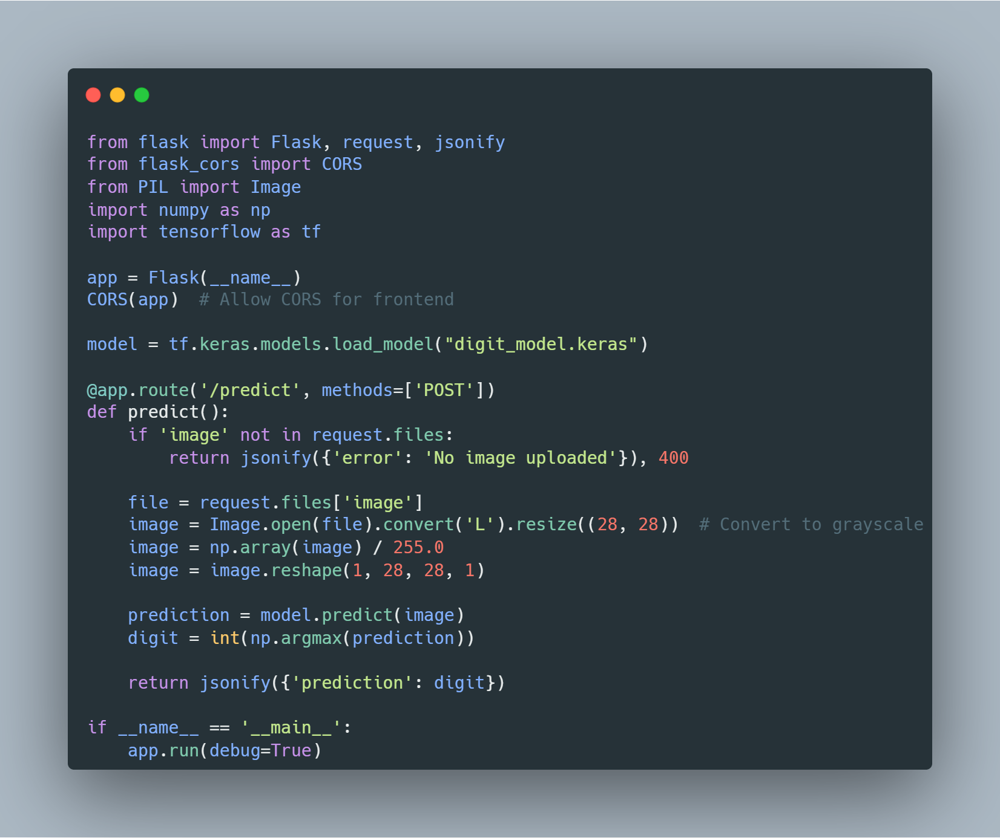 from flask import Flask, request, jsonify
from flask_cors import CORS
from PIL import Image
import numpy as np
import tensorflow as tf

app = Flask(__name__)
CORS(app)  # Allow CORS for frontend

model = tf.keras.models.load_model("digit_model.keras")

@app.route('/predict', methods=['POST'])
def predict():
    if 'image' not in request.files:
        return jsonify({'error': 'No image uploaded'}), 400

    file = request.files['image']
    image = Image.open(file).convert('L').resize((28, 28))  # Convert to grayscale
    image = np.array(image) / 255.0
    image = image.reshape(1, 28, 28, 1)

    prediction = model.predict(image)
    digit = int(np.argmax(prediction))

    return jsonify({'prediction': digit})

if __name__ == '__main__':
    app.run(debug=True)